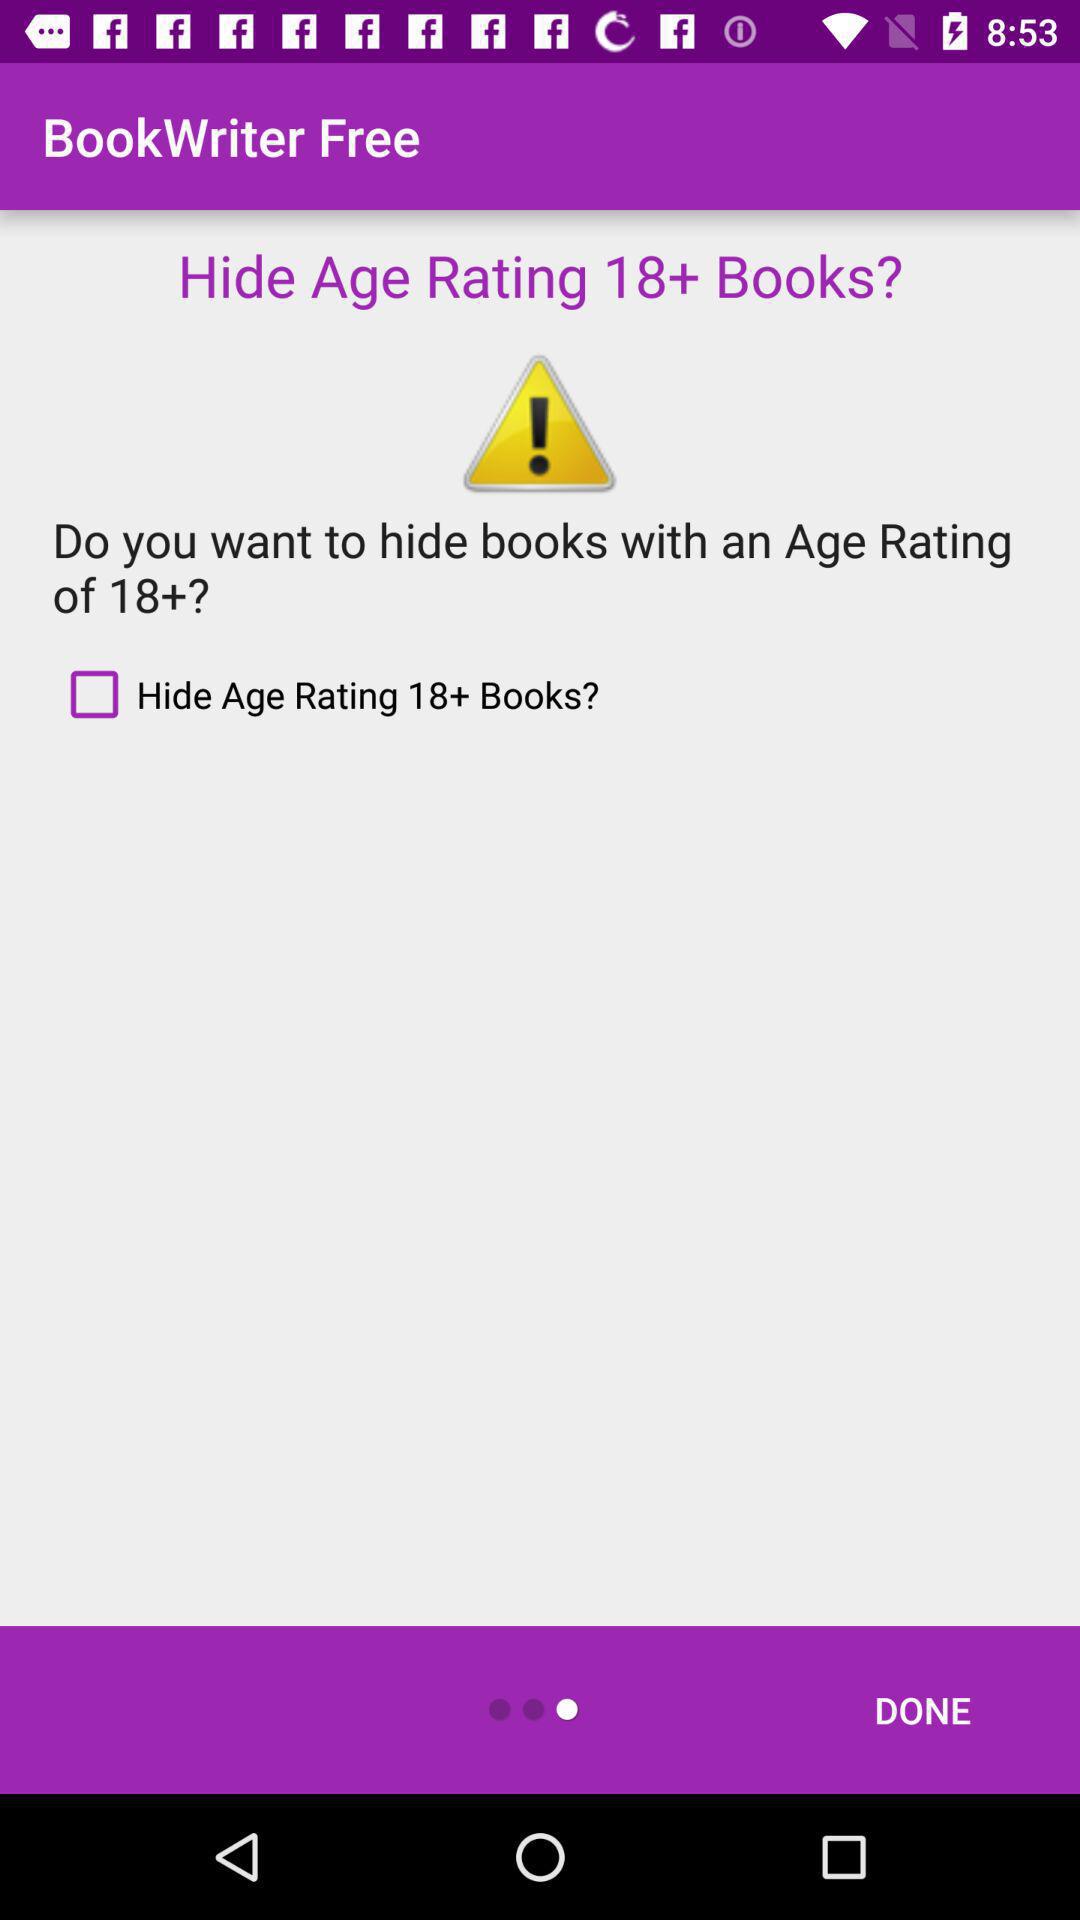 8:53
BookWriter Free
Hide Age Rating 18+ Books?
Do you want to hide books with an Age Rating
of 18+?
Hide Age Rating 18+ Books?
DONE